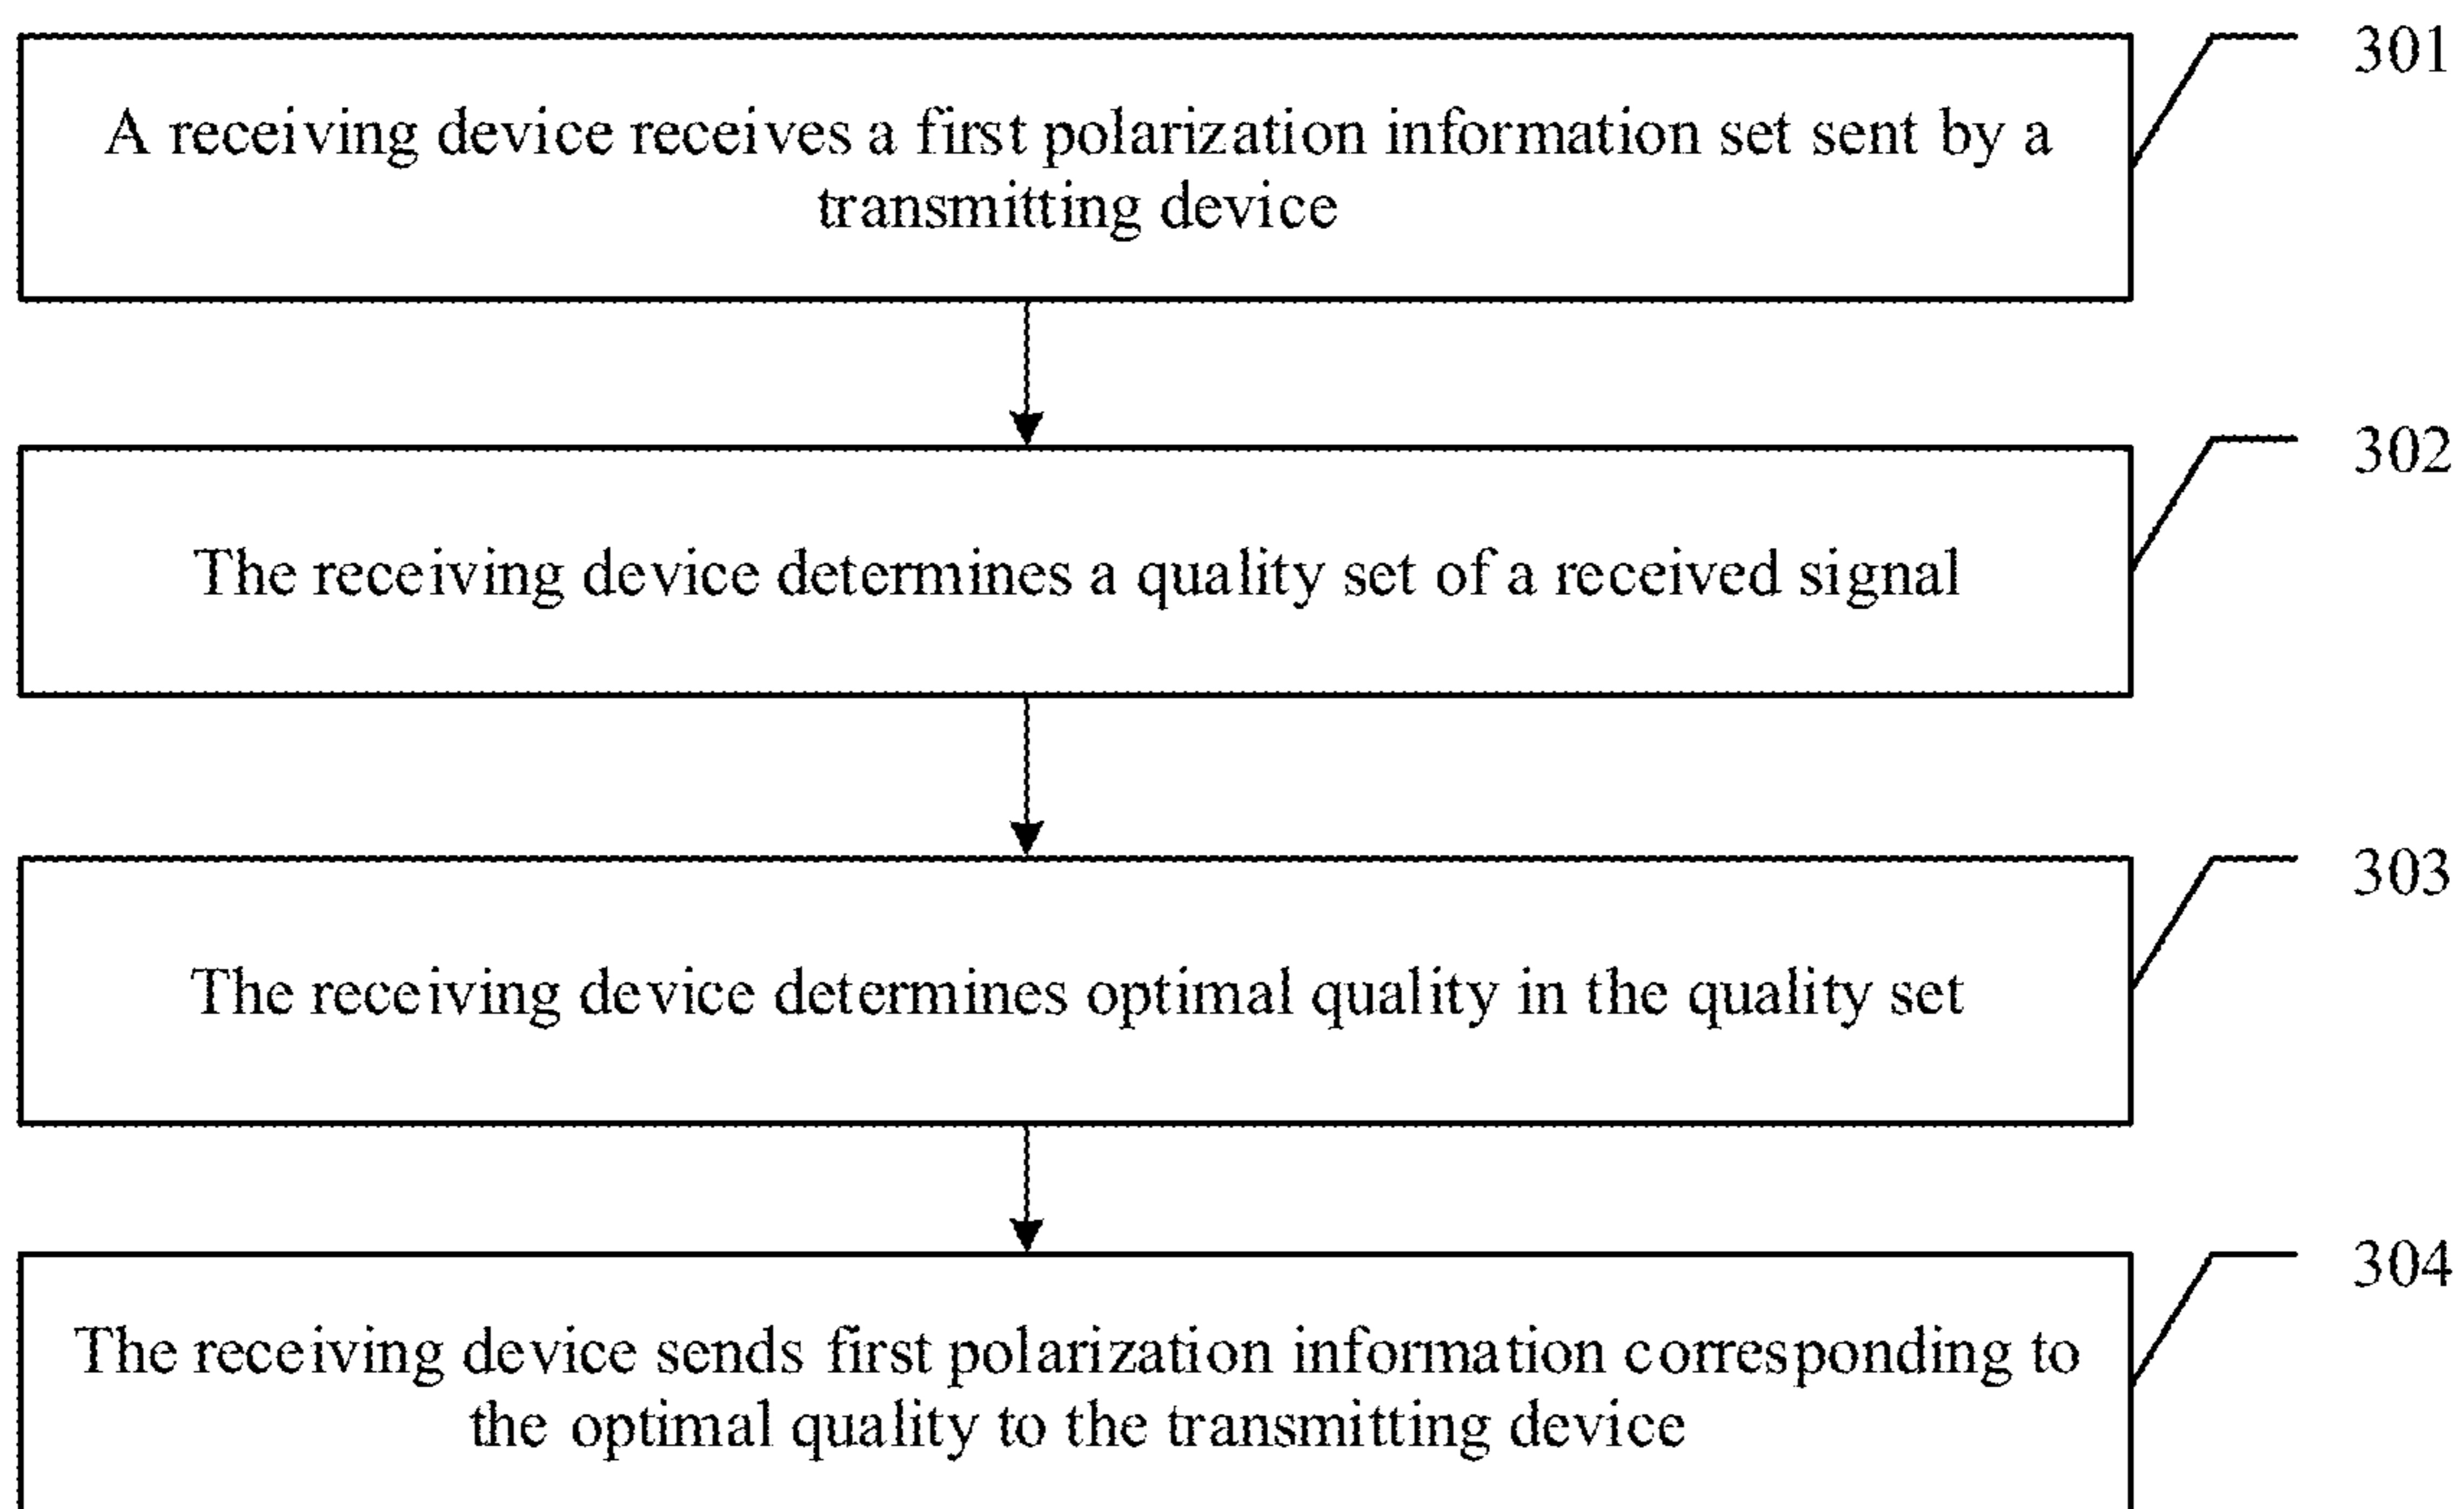 301
A receiving device receives a first polarization information set sent by a
transmitting device
302
The receiving device determines a quality set of a received signal
303
The receiving device determines optimal quality in the quality set
304
The receiving device sends first polarization information corresponding to
the optimal quality to the transmitting device